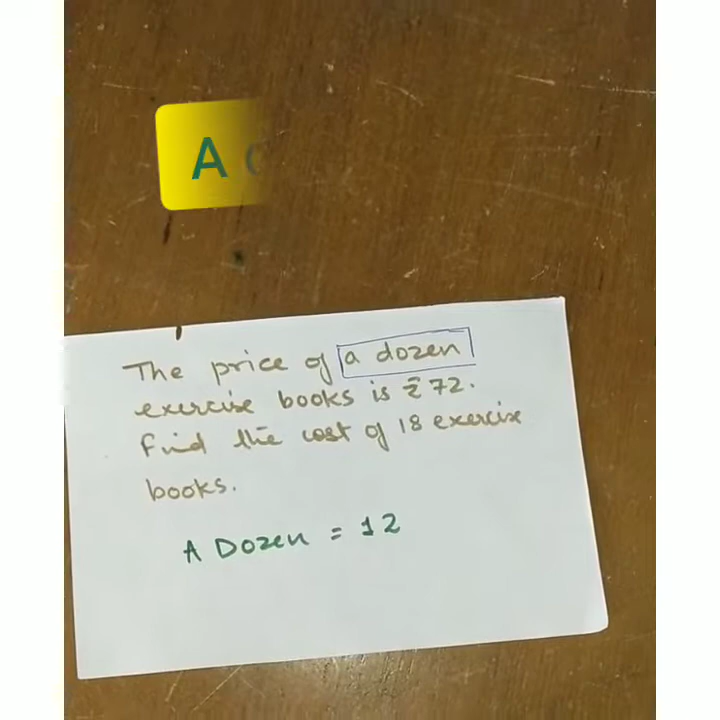 A
The price of a dozen
exercise books is ₹72.
Find the cost of 18 exercise
books.
A Dozen = 12